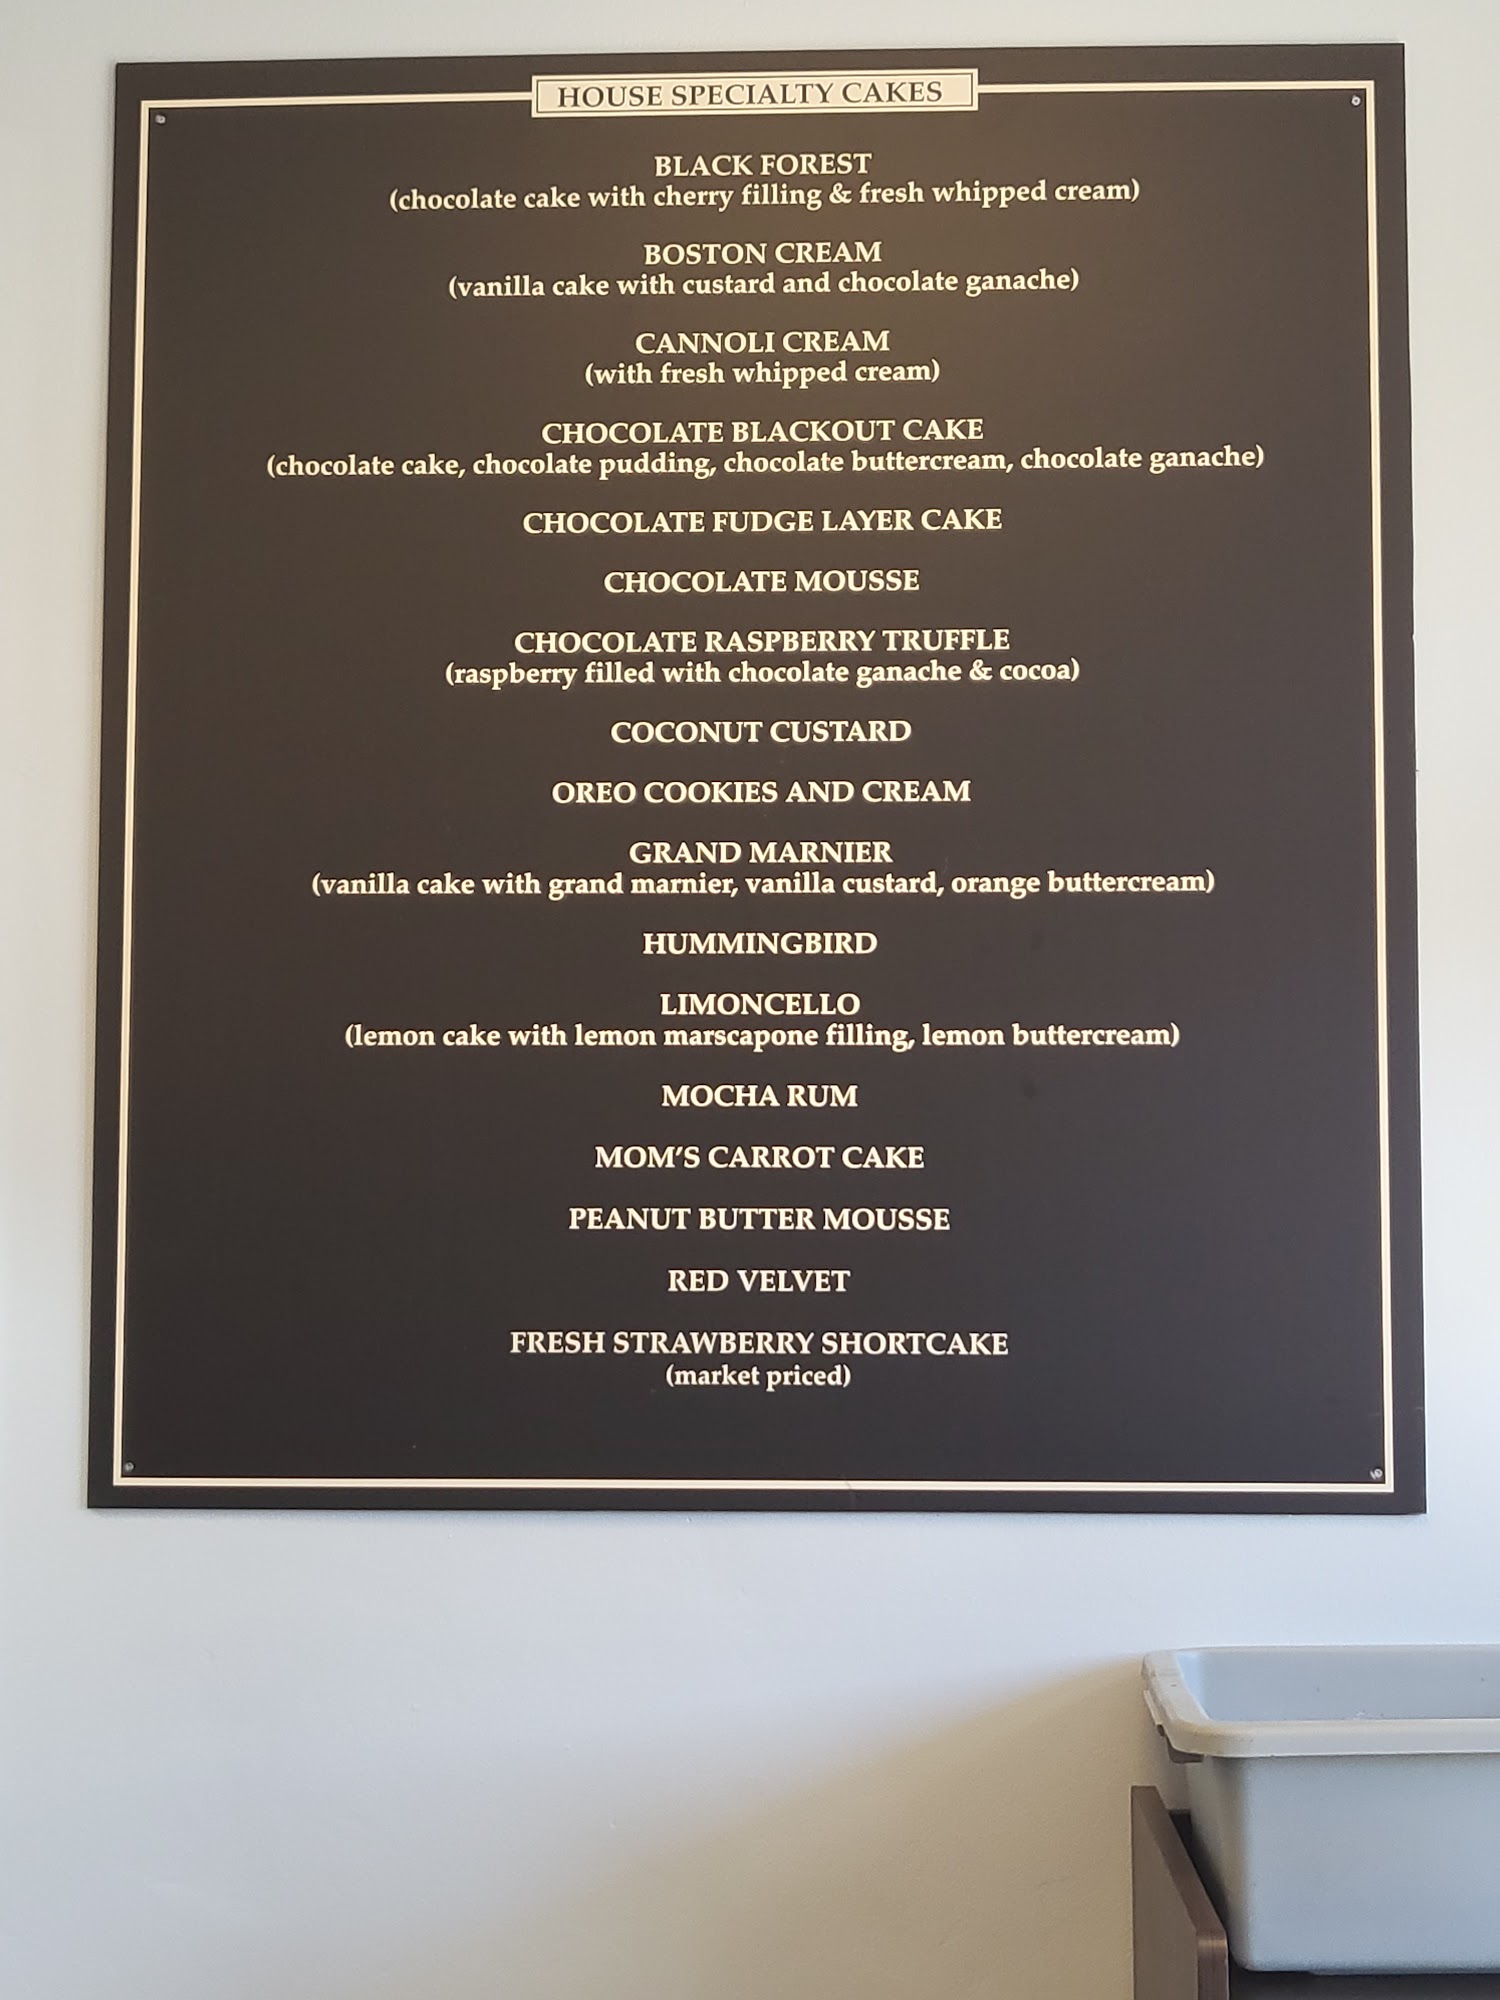 HOUSE SPECIALTY CAKES
BLACK FOREST
(chocolate cake with cherry filling & fresh whipped cream)
BOSTON CREAM
(vanilla cake with custard and chocolate ganache)
CANNOLI CREAM
(with fresh whipped cream)
CHOCOLATE BLACKOUT CAKE
(chocolate cake, chocolate pudding, chocolate buttercream, chocolate ganache)
CHOCOLATE FUDGE LAYER CAKE
CHOCOLATE MOUSSE
CHOCOLATE RASPBERRY TRUFFLE
(raspberry filled with chocolate ganache & cocoa)
COCONUT CUSTARD
OREO COOKIES AND CREAM
GRAND MARNIER
(vanilla cake with grand marnier, vanilla custard, orange buttercream)
HUMMINGBIRD
LIMONCELLO
(lemon cake with lemon marscapone filling, lemon buttercream)
MOCHA RUM
MOM'S CARROT CAKE
PEANUT BUTTER MOUSSE
RED VELVET
FRESH STRAWBERRY SHORTCAKE
(market priced)